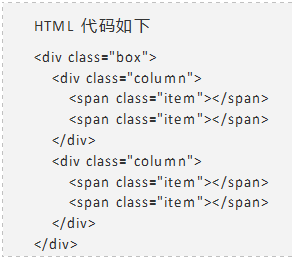 HTML 代码如下
<div class="box">
  <div class="column">
    <span class="item"></span>
    <span class="item"></span>
  </div>
  <div class="column">
    <span class="item"></span>
    <span class="item"></span>
  </div>
</div>